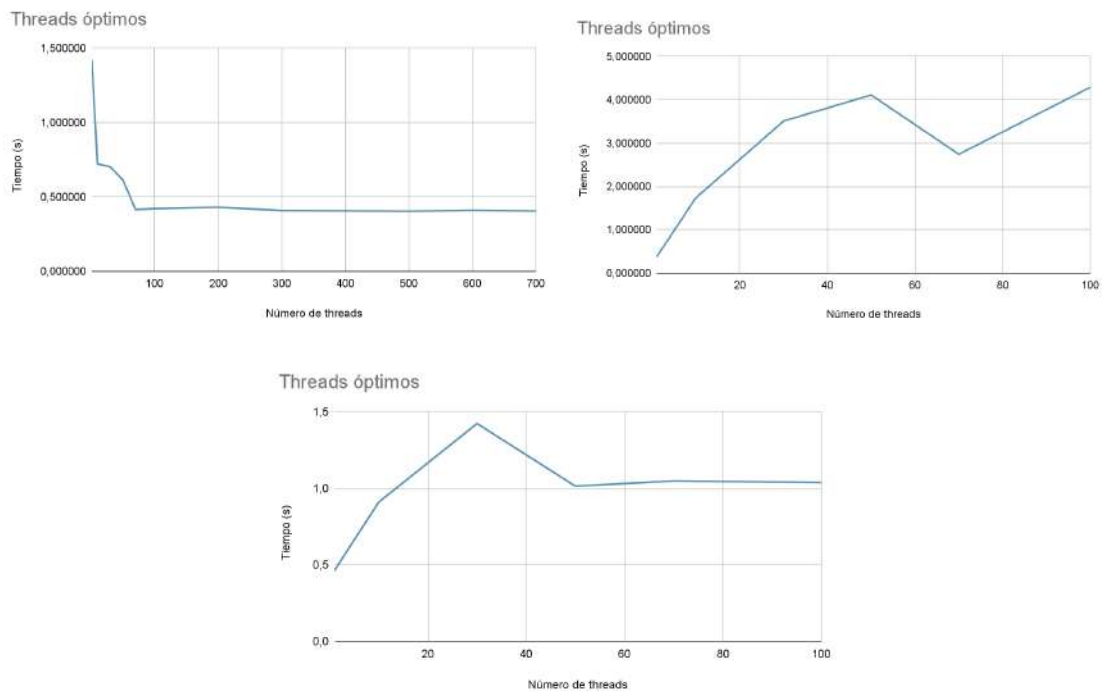 Threads óptimos
1,500000
1,000000
0,500000
0,000000
Tiempo (s)
100 200 300 400 500 600 700
Número de threads
Threads óptimos
5,000000
4,000000
3,000000
2,000000
1,000000
0,000000
Tiempo (s)
20 40 60 80 100
Número de threads
Threads óptimos
1,5
1,0
0,5
0,0
Tiempo (s)
20 40 60 80 100
Número de threads